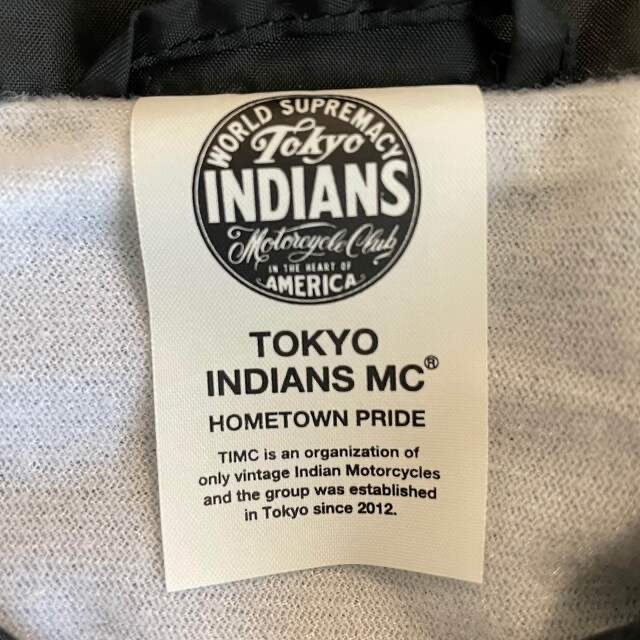 WORLD SUPREMACY
Tokyo
INDIANS
Motorcycle Club
IN THE HEART OF
AMERICA
TOKYO
INDIANS MC®
HOMETOWN PRIDE
TIMC is an organization of
only vintage Indian Motorcycles
and the group was established
in Tokyo since 2012.